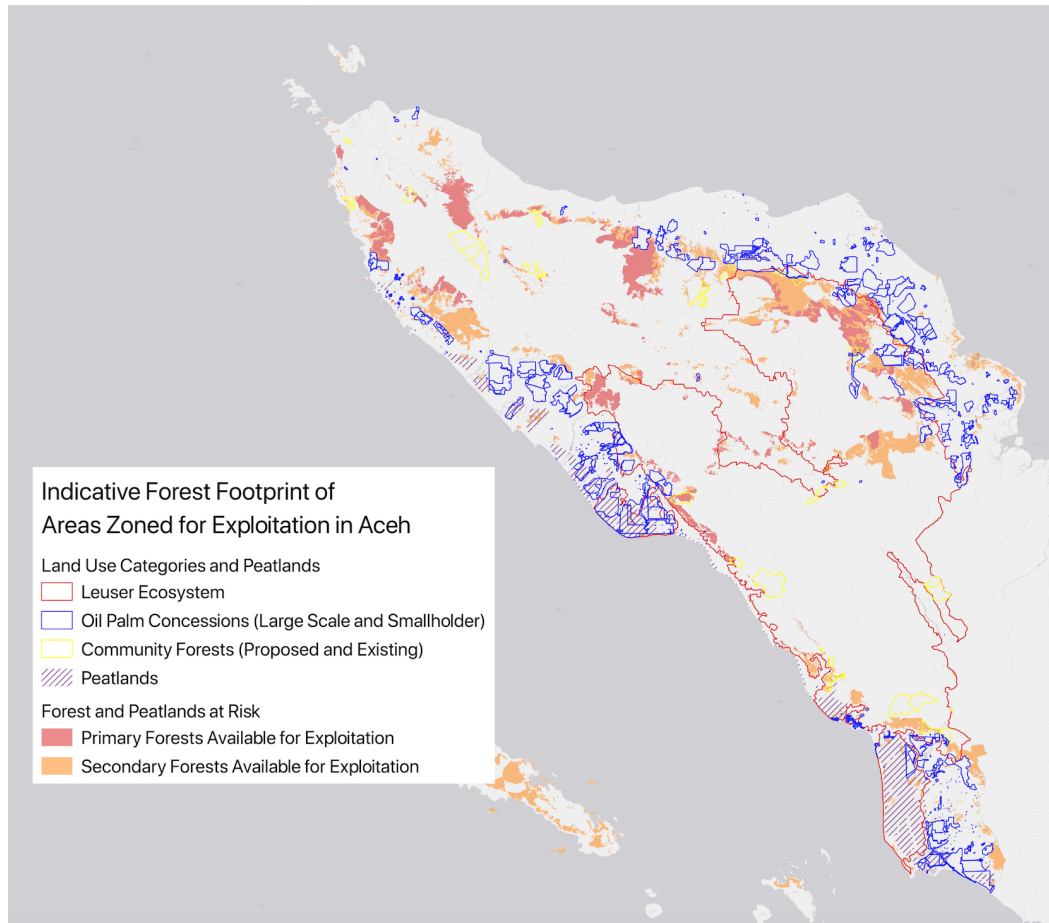 Indicative Forest Footprint of
Areas Zoned for Exploitation in Aceh
Land Use Categories and Peatlands
Leuser Ecosystem
Oil Palm Concessions (Large Scale and Smallholder)
Community Forests (Proposed and Existing)
Peatlands
Forest and Peatlands at Risk
Primary Forests Available for Exploitation
Secondary Forests Available for Exploitation